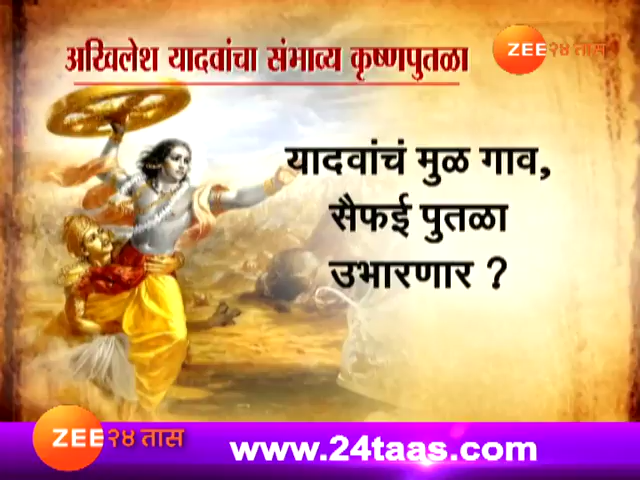 अखिलेश यादवांचा संभाव्य कृष्णपुतळा
ZEE २४ तास
यादवांचं मुळ गाव,
सैफई पुतळा
उभारणार ?
ZEE २४ तास
www.24taas.com